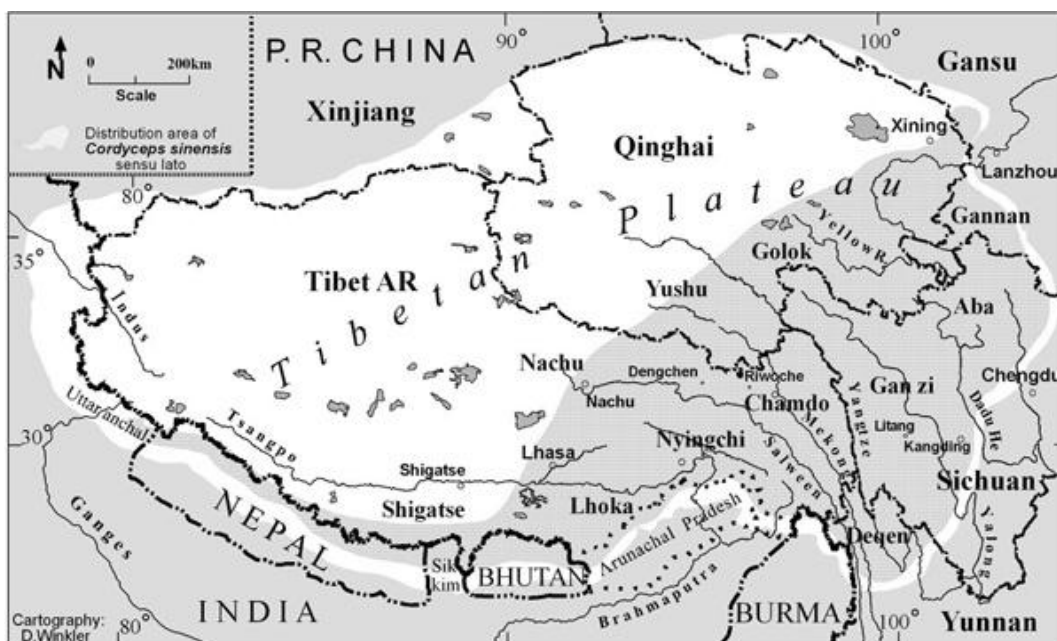 P.R. CHINA
90°
100°
Gansu
N
0 200km
Scale
Distribution area of
Cordyceps sinensis
sensu lato
Xinjiang
Qinghai
Xining
Lanzhou
80°
Plateau
Gannan
35°
Yellow R.
Golok
Indus
Tibet AR
Tibetan
Yushu
Aba
Nachu
Dengchen
Riwoche
Gan zi
Chengdu
Nachu
Chamdo
Yangtze
Uttaranchal
Tsangpo
Mekong
Litang
Dadu He
30°
Lhasa
Nyingchi
Salween
Kangding
Shigatse
Sichuan
Ganges
NEPAL
Shigatse
Lhoka
Arunachal Pradesh
Deqen
Yalong
Sik
kim
BHUTAN
Brahmaputra
INDIA
BURMA
100°
Yunnan
Cartography:
D.Winkler
80°